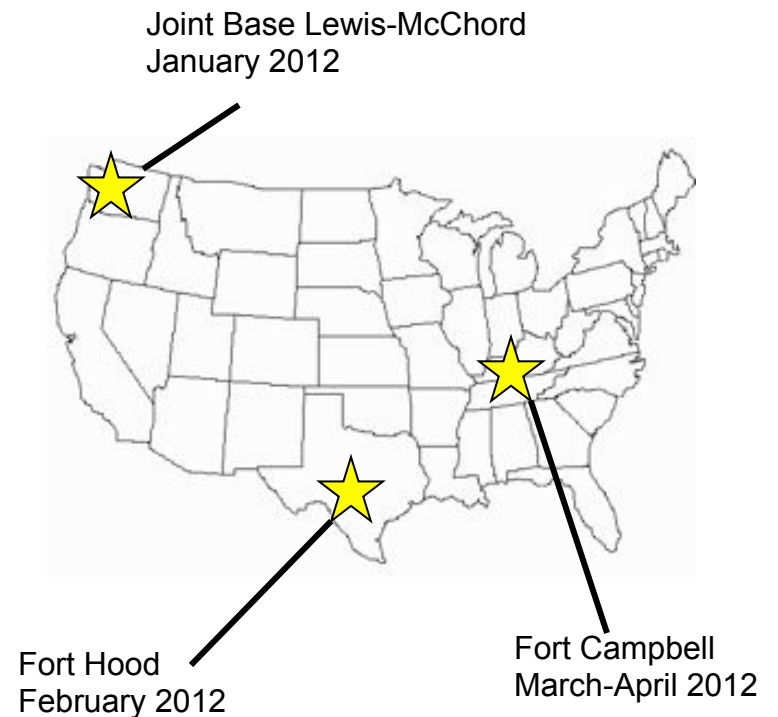 Joint Base Lewis-McChord
January 2012
Fort Hood
February 2012
Fort Campbell
March-April 2012